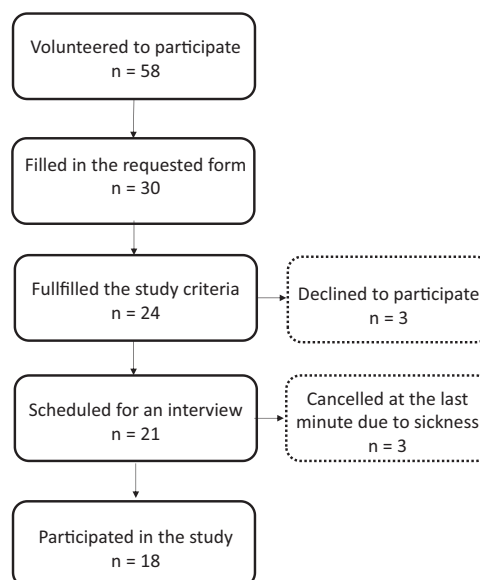 Volunteered to participate
n = 58
Filled in the requested form
n = 30
Fullfilled the study criteria
n = 24
Declined to participate
n = 3
Scheduled for an interview
n = 21
Cancelled at the last
minute due to sickness
n = 3
Participated in the study
n = 18